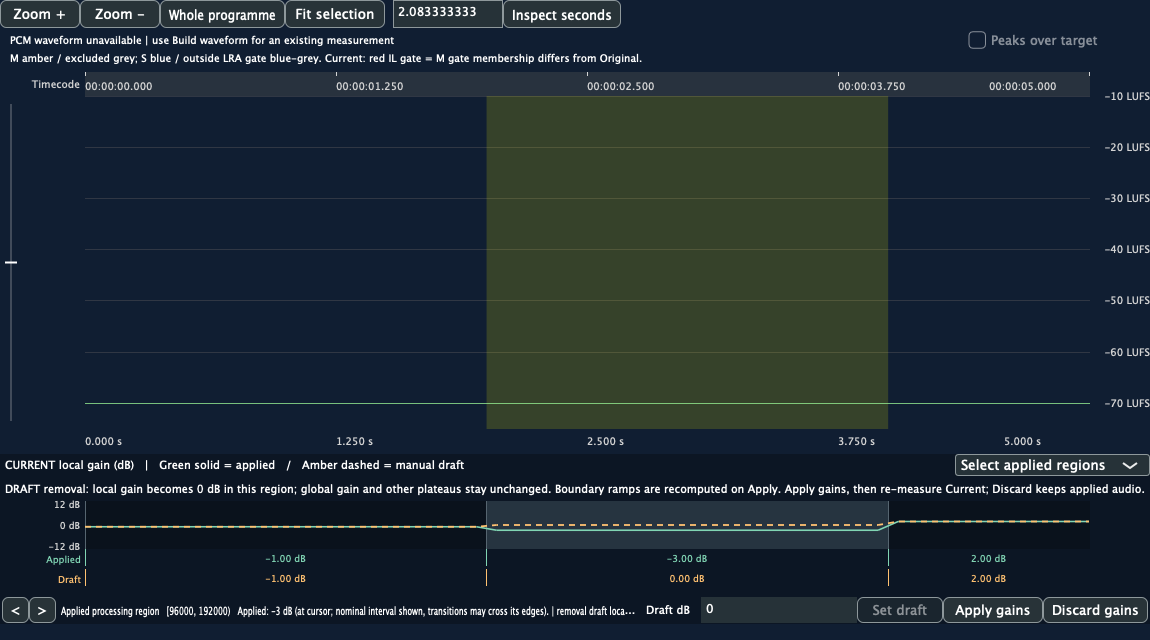 Zoom + Zoom – Whole programme Fit selection 2.083333333 Inspect seconds
PCM waveform unavailable | use Build waveform for an existing measurement
Peaks over target
M amber / excluded grey; S blue / outside LRA gate blue-grey. Current: red IL gate = M gate membership differs from Original.
Timecode 00:00:00.000 00:00:01.250 00:00:02.500 00:00:03.750 00:00:05.000
-10 LUFS
-20 LUFS
-30 LUFS
-40 LUFS
-50 LUFS
-60 LUFS
-70 LUFS
0.000 s 1.250 s 2.500 s 3.750 s 5.000 s
CURRENT local gain (dB) | Green solid = applied / Amber dashed = manual draft Select applied regions
DRAFT removal: local gain becomes 0 dB in this region; global gain and other plateaus stay unchanged. Boundary ramps are recomputed on Apply. Apply gains, then re-measure Current; Discard keeps applied audio.
12 dB
0 dB
-12 dB
Applied -1.00 dB -3.00 dB 2.00 dB
Draft -1.00 dB 0.00 dB 2.00 dB
< > Applied processing region [96000, 192000) Applied: -3 dB (at cursor; nominal interval shown, transitions may cross its edges). | removal draft loca... Draft dB 0 Set draft Apply gains Discard gains